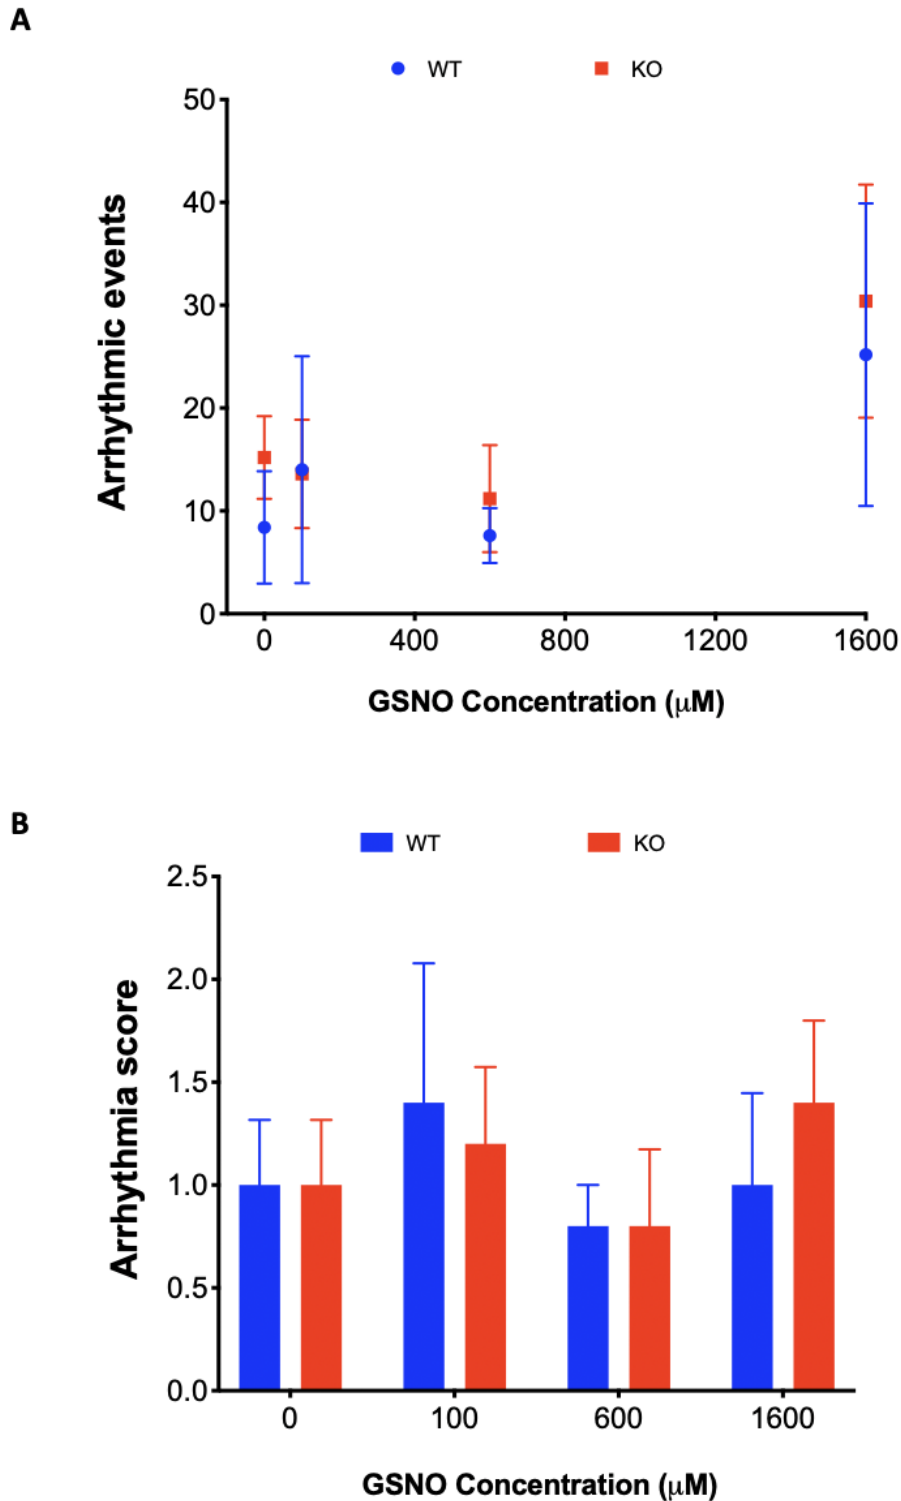 A
WT KO
50
40
30
20
10
0
Arrhythmic events
0 400 800 1200 1600
GSNO Concentration (μM)
B
WT KO
2.5
2.0
1.5
1.0
0.5
0.0
Arrhythmia score
0 100 600 1600
GSNO Concentration (μM)